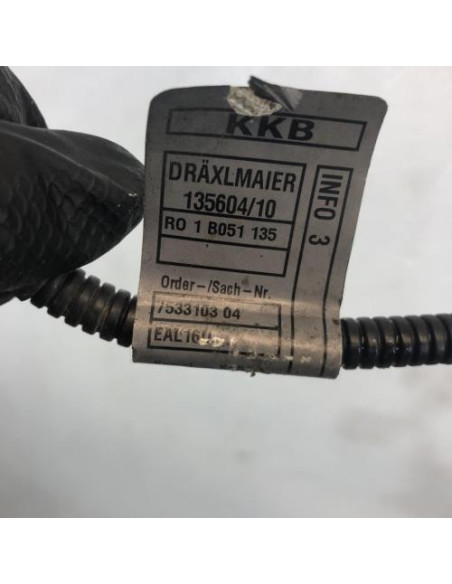 KKB
DRÄXLMAIER
135604/10
RO 1 B051 135
Order-/Sach-Nr.
7533103 04
INFO 3